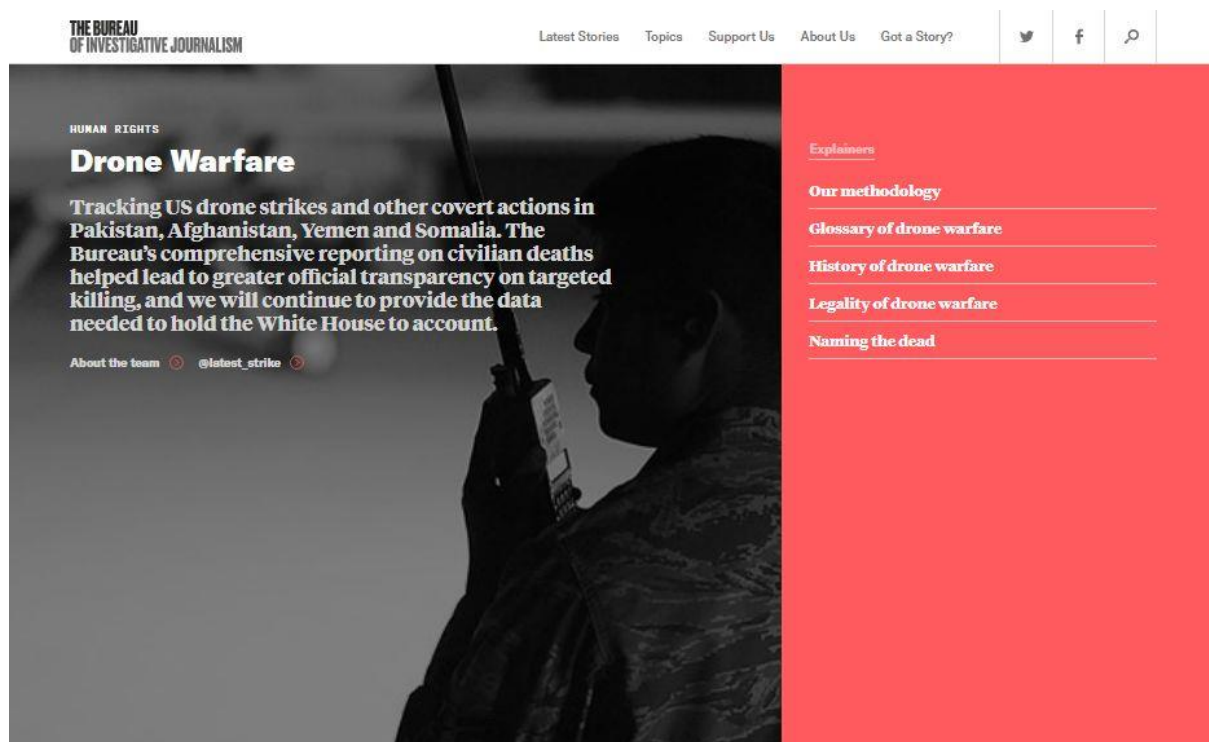 THE BUREAU
OF INVESTIGATIVE JOURNALISM
Latest Stories Topics Support Us About Us Got a Story?
HUMAN RIGHTS
Drone Warfare
Tracking US drone strikes and other covert actions in
Pakistan, Afghanistan, Yemen and Somalia. The
Bureau's comprehensive reporting on civilian deaths
helped lead to greater official transparency on targeted
killing, and we will continue to provide the data
needed to hold the White House to account.
About the team @latest_strike
Explainers
Our methodology
Glossary of drone warfare
History of drone warfare
Legality of drone warfare
Naming the dead